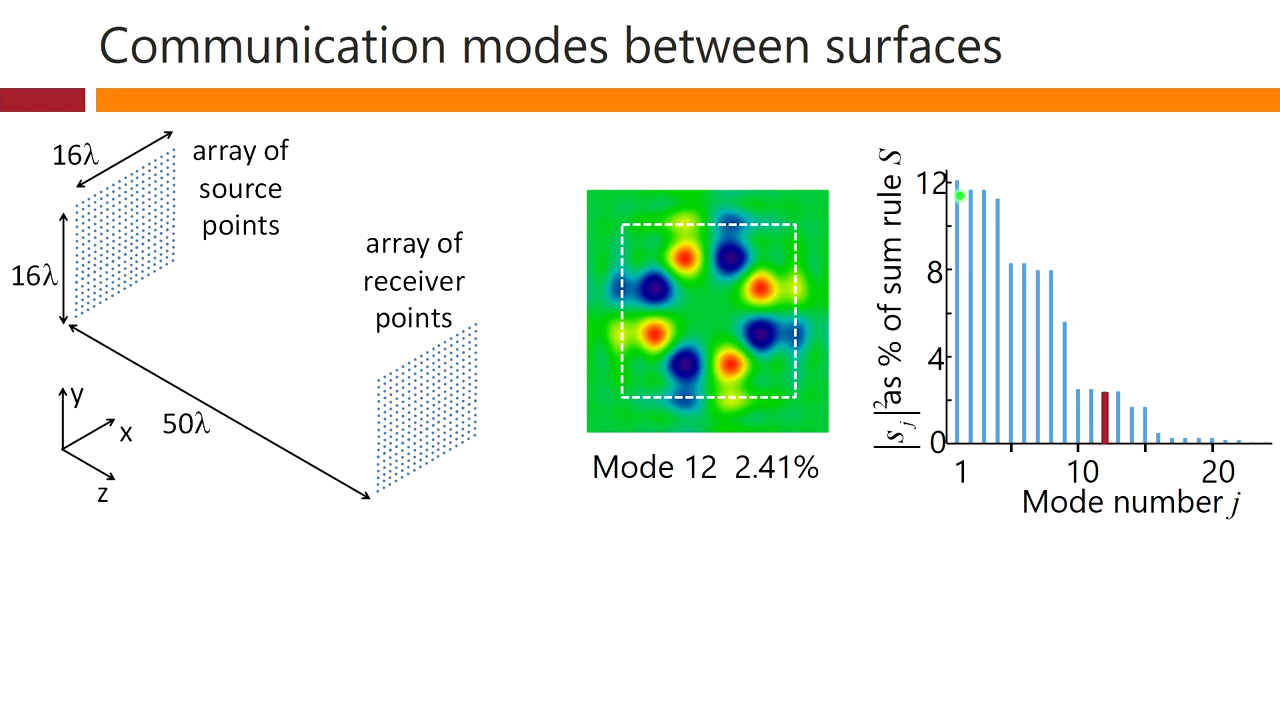 Communication modes between surfaces
16λ
array of
source
points
16λ
array of
receiver
points
50λ
y
x
z
Mode 12 2.41%
|s j|² as % of sum rule S
12
8
4
0
1
10
20
Mode number j